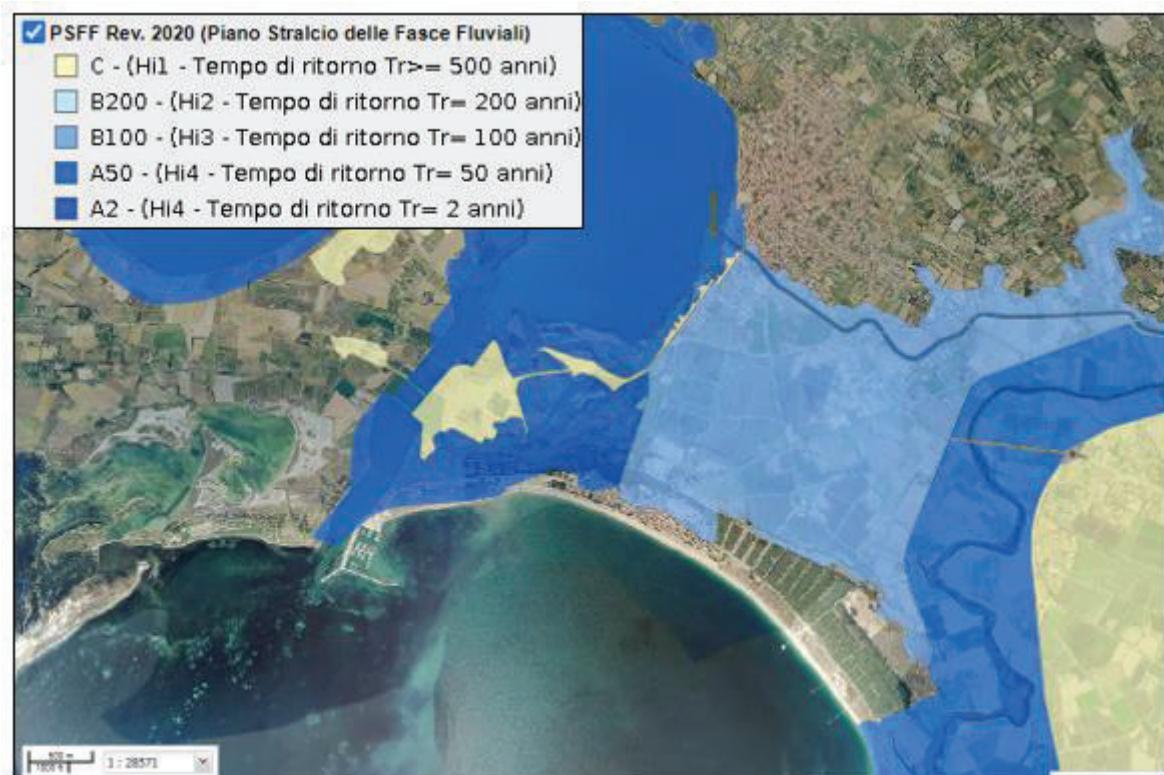 PSFF Rev. 2020 (Piano Stralcio delle Fasce Fluviali)
C - (Hi1 - Tempo di ritorno Tr>= 500 anni)
B200 - (Hi2 - Tempo di ritorno Tr= 200 anni)
B100 - (Hi3 - Tempo di ritorno Tr= 100 anni)
A50 - (Hi4 - Tempo di ritorno Tr= 50 anni)
A2 - (Hi4 - Tempo di ritorno Tr= 2 anni)
1 : 28571